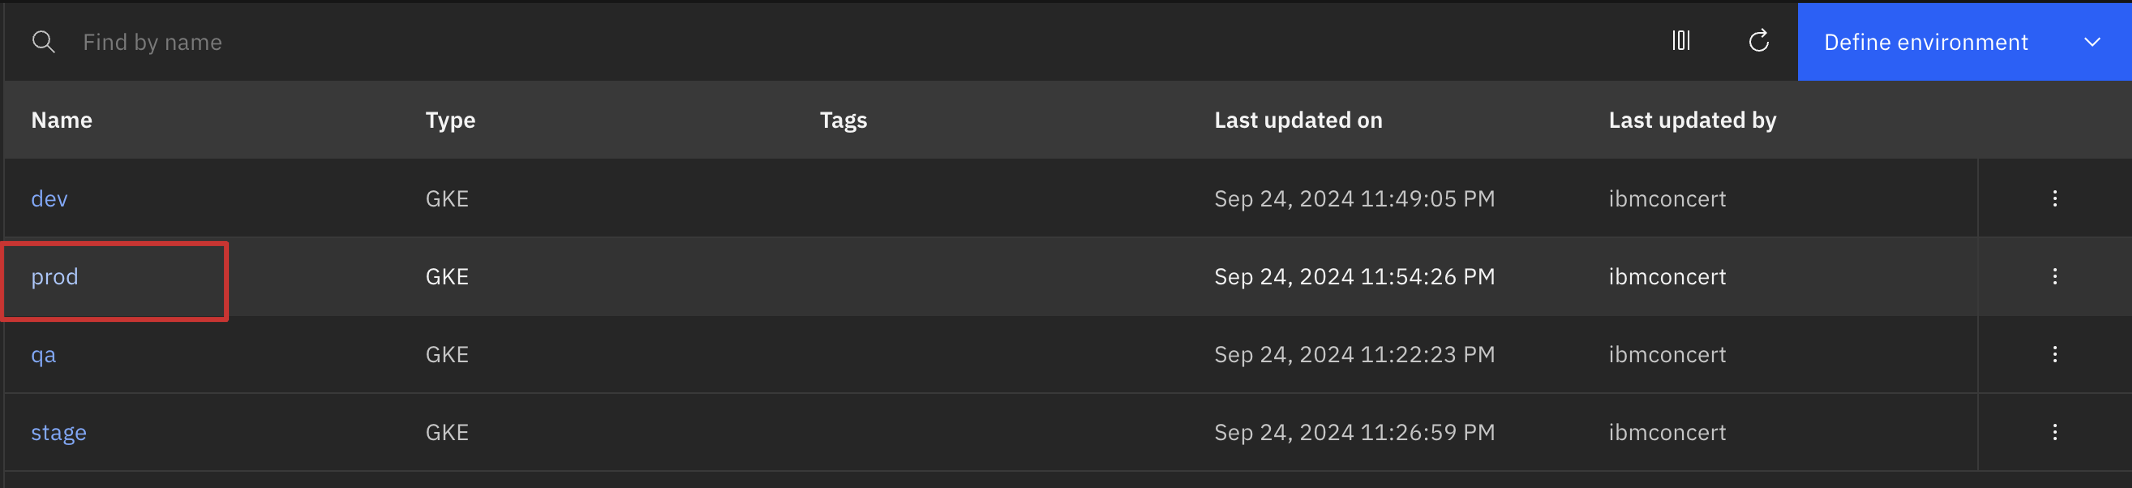 Find by name Define environment
Name Type Tags Last updated on Last updated by
dev GKE Sep 24, 2024 11:49:05 PM ibmconcert
prod GKE Sep 24, 2024 11:54:26 PM ibmconcert
qa GKE Sep 24, 2024 11:22:23 PM ibmconcert
stage GKE Sep 24, 2024 11:26:59 PM ibmconcert